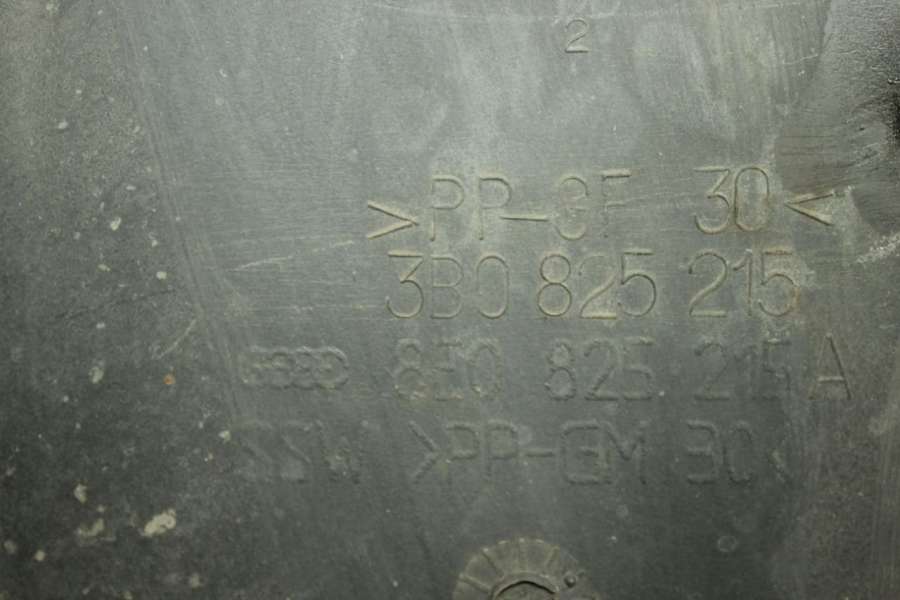 2
>PP-GF 30<
3B0 825 215
8E0 825 215 A
>PP-GM 30<